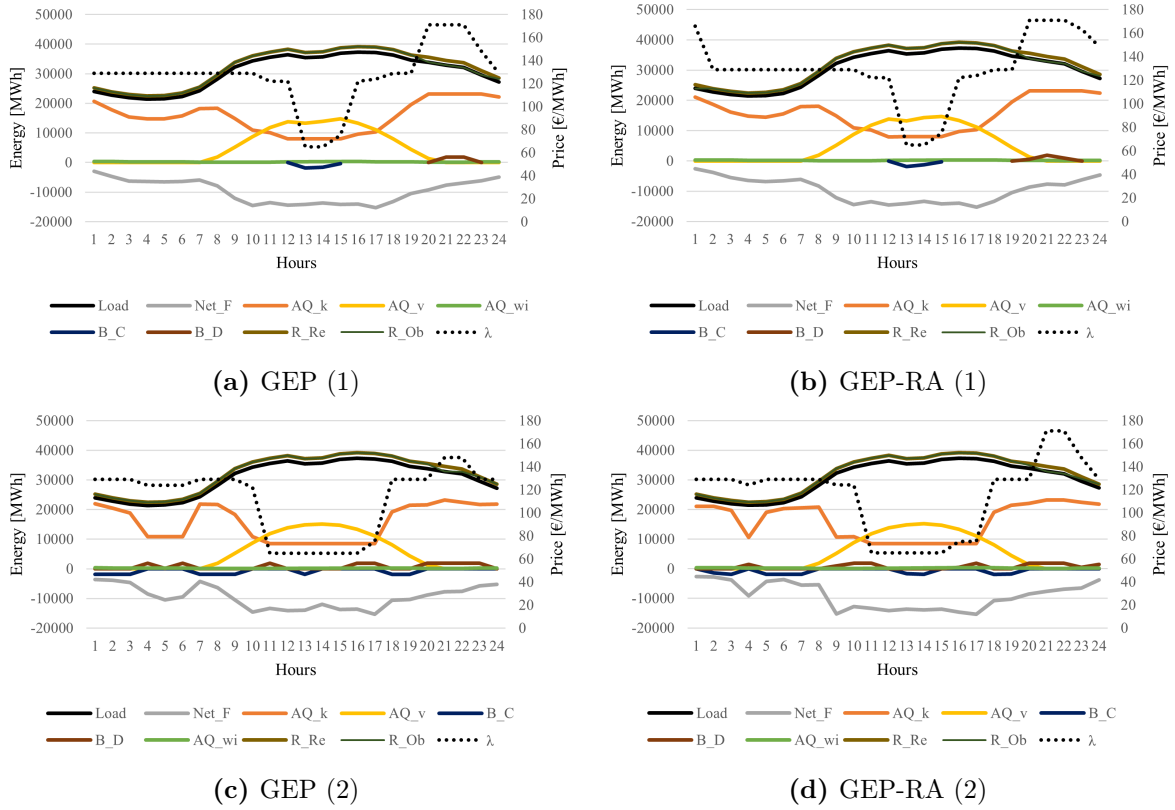 50000 180
40000 160
30000 140
20000 120
10000 100
0 80
-10000 60
-20000 40
20
0
Energy [MWh]
Price [€/MWh]
1 2 3 4 5 6 7 8 9 10 11 12 13 14 15 16 17 18 19 20 21 22 23 24
Hours
Load Net_F AQ_k AQ_v AQ_wi
B_C B_D R_Re R_Ob λ
(a) GEP (1)
50000 180
40000 160
30000 140
20000 120
10000 100
0 80
-10000 60
-20000 40
20
0
Energy [MWh]
Price [€/MWh]
1 2 3 4 5 6 7 8 9 10 11 12 13 14 15 16 17 18 19 20 21 22 23 24
Hours
Load Net_F AQ_k AQ_v AQ_wi
B_C B_D R_Re R_Ob λ
(b) GEP-RA (1)
50000 180
40000 160
30000 140
20000 120
10000 100
0 80
-10000 60
-20000 40
20
0
Energy [MWh]
Price [€/MWh]
1 2 3 4 5 6 7 8 9 10 11 12 13 14 15 16 17 18 19 20 21 22 23 24
Hours
Load Net_F AQ_k AQ_v B_C
B_D AQ_wi R_Re R_Ob λ
(c) GEP (2)
50000 180
40000 160
30000 140
20000 120
10000 100
0 80
-10000 60
-20000 40
20
0
Energy [MWh]
Price [€/MWh]
1 2 3 4 5 6 7 8 9 10 11 12 13 14 15 16 17 18 19 20 21 22 23 24
Hours
Load Net_F AQ_k AQ_v B_C
B_D AQ_wi R_Re R_Ob λ
(d) GEP-RA (2)